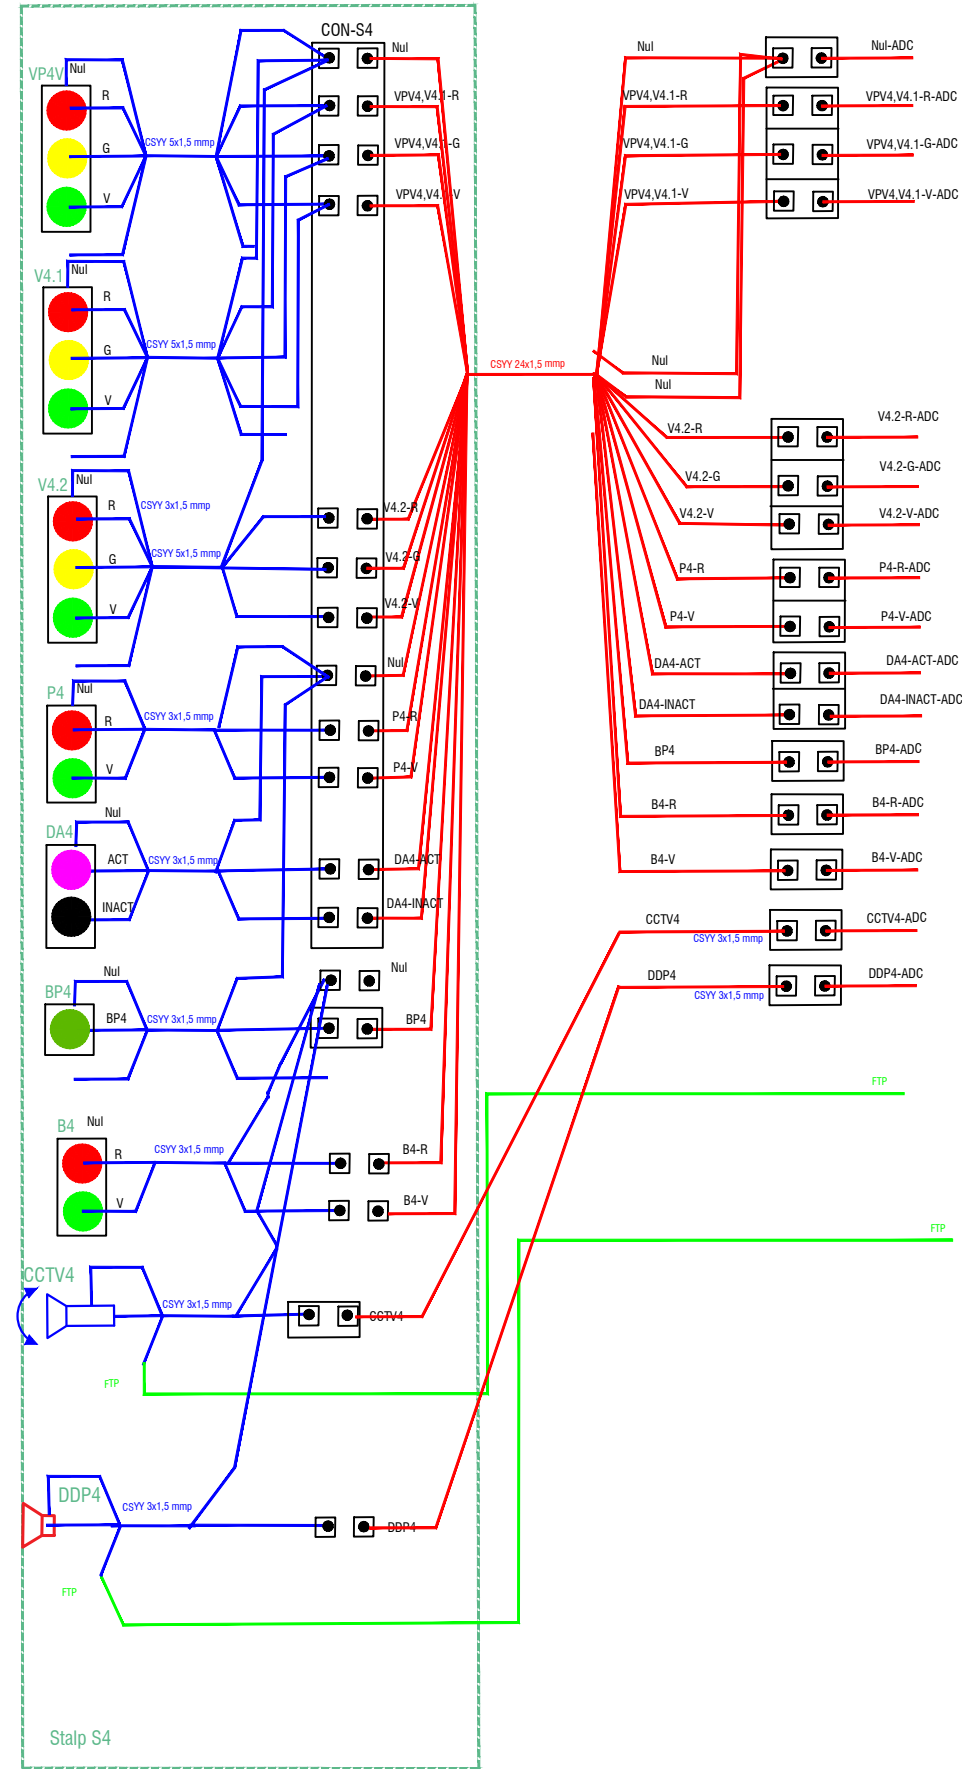 CON-S4
Nul
Nul
Nul-ADC
VP4V
Nul
R
VPV4,V4.1-R
VPV4,V4.1-R
VPV4,V4.1-R-ADC
G
CSYY 5x1,5 mmp
VPV4,V4.1-G
VPV4,V4.1-G
VPV4,V4.1-G-ADC
V
VPV4,V4.1-V
VPV4,V4.1-V
VPV4,V4.1-V-ADC
V4.1
Nul
R
G
CSYY 5x1,5 mmp
V
CSYY 24x1,5 mmp
Nul
Nul
V4.2
Nul
R
CSYY 3x1,5 mmp
G
CSYY 5x1,5 mmp
V
V4.2-R
V4.2-G
V4.2-V
V4.2-R
V4.2-R-ADC
V4.2-G
V4.2-G-ADC
V4.2-V
V4.2-V-ADC
P4-R
P4-R-ADC
P4-V
P4-V-ADC
DA4-ACT
DA4-ACT-ADC
DA4-INACT
DA4-INACT-ADC
BP4
BP4-ADC
B4-R
B4-R-ADC
B4-V
B4-V-ADC
CCTV4
CSYY 3x1,5 mmp
CCTV4-ADC
DDP4
CSYY 3x1,5 mmp
DDP4-ADC
P4
Nul
Nul
R
CSYY 3x1,5 mmp
P4-R
V
P4-V
DA4
Nul
ACT
CSYY 3x1,5 mmp
DA4-ACT
INACT
DA4-INACT
BP4
Nul
Nul
BP4
CSYY 3x1,5 mmp
BP4
FTP
B4
Nul
R
CSYY 3x1,5 mmp
B4-R
V
B4-V
FTP
CCTV4
CSYY 3x1,5 mmp
CCTV4
FTP
DDP4
CSYY 3x1,5 mmp
DDP4
FTP
Stalp S4